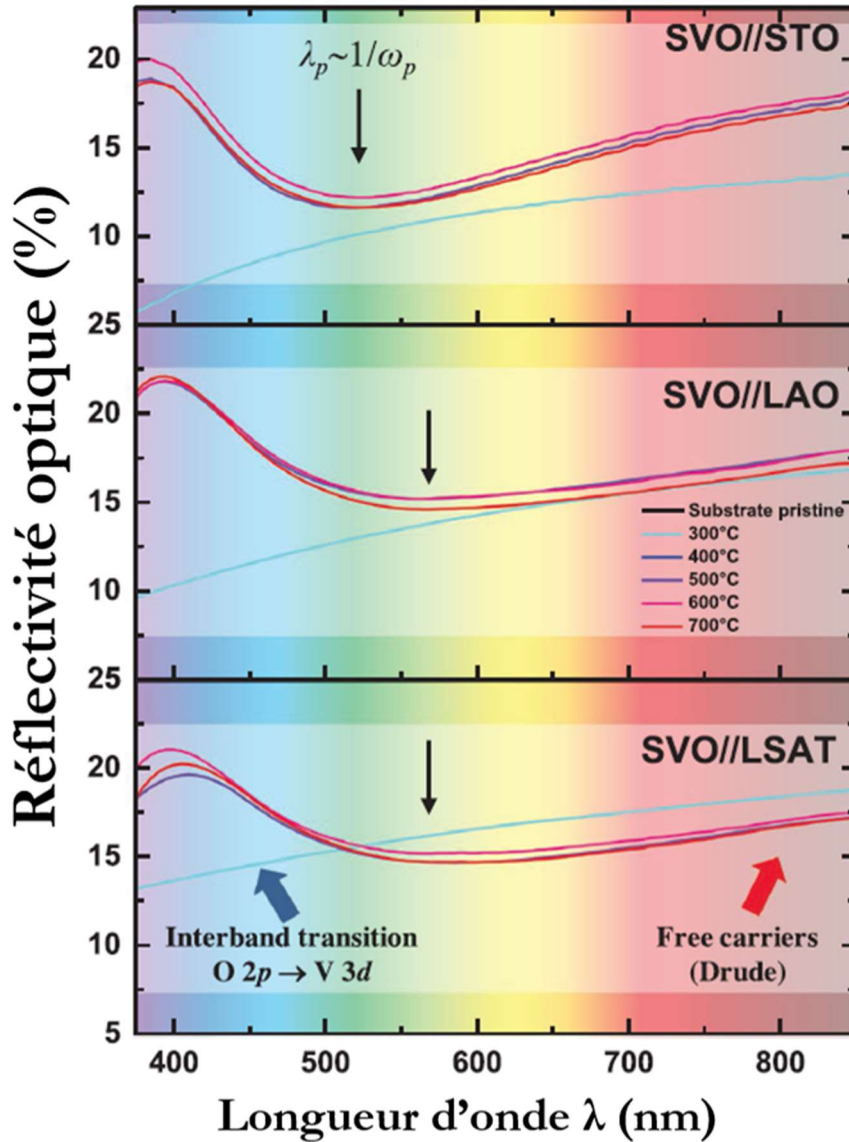 Réflectivité optique (%)
SVO//STO
λp~1/ωp
20
15
10
25
SVO//LAO
20
15
10
Substrate pristine
300°C
400°C
500°C
600°C
700°C
25
SVO//LSAT
20
15
10
5
Interband transition
O 2p → V 3d
Free carriers
(Drude)
400 500 600 700 800
Longueur d’onde λ (nm)